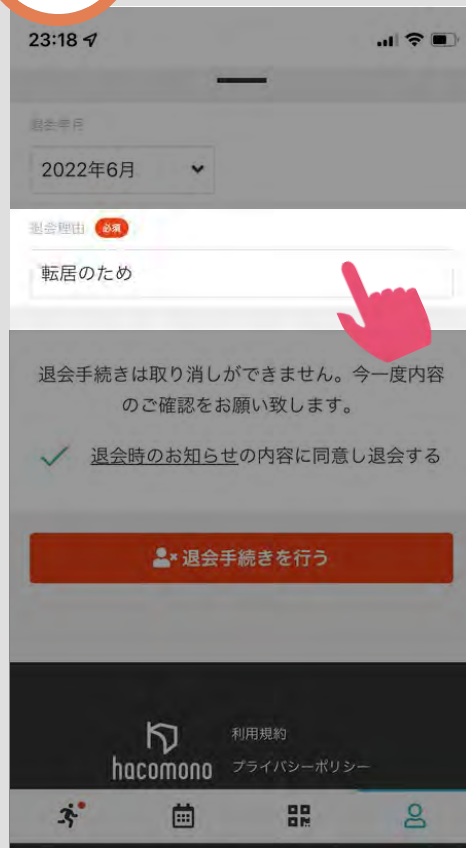 23:18
退会年月
2022年6月
退会理由 必須
転居のため
退会手続きは取り消しができません。今一度内容
のご確認をお願い致します。
退会時のお知らせの内容に同意し退会する
退会手続きを行う
hacomono
利用規約
プライバシーポリシー